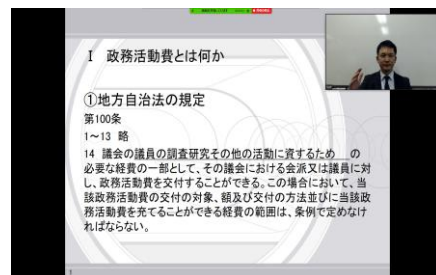 Ⅰ 政務活動費とは何か
①地方自治法の規定
第100条
1～13 略
14 議会の議員の調査研究その他の活動に資するため の
必要な経費の一部として、その議会における会派又は議員に対
し、政務活動費を交付することができる。この場合において、当
該政務活動費の交付の対象、額及び交付の方法並びに当該政
務活動費を充てることができる経費の範囲は、条例で定めなけ
ればならない。
1